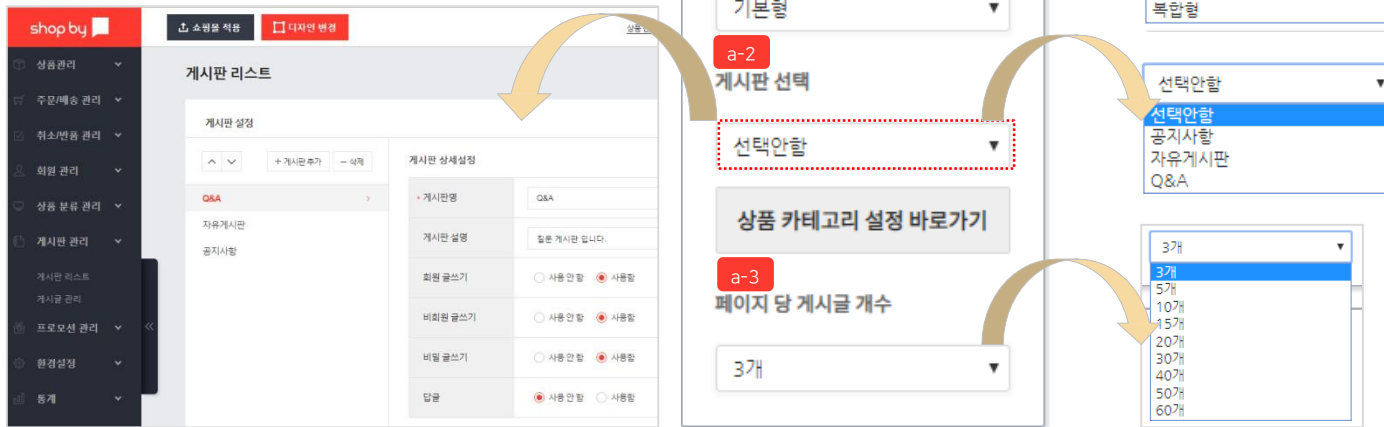 shop by
쇼핑몰 적용
디자인 변경
상품관리
주문/배송 관리
취소/반품 관리
회원 관리
상품 분류 관리
게시판 관리
게시판 리스트
게시글 관리
프로모션 관리
환경설정
통계
게시판 리스트
게시판 설정
+ 게시판 추가
- 삭제
Q&A
자유게시판
공지사항
게시판 상세설정
• 게시판명
Q&A
게시판 설명
질문 게시판 입니다.
회원 글쓰기
사용 안 함
사용함
비회원 글쓰기
사용 안 함
사용함
비밀 글쓰기
사용 안 함
사용함
답글
사용 안 함
사용함
기본형
a-2
게시판 선택
선택안함
상품 카테고리 설정 바로가기
a-3
페이지 당 게시글 개수
3개
복합형
선택안함
선택안함
공지사항
자유게시판
Q&A
3개
3개
5개
10개
15개
20개
30개
40개
50개
60개